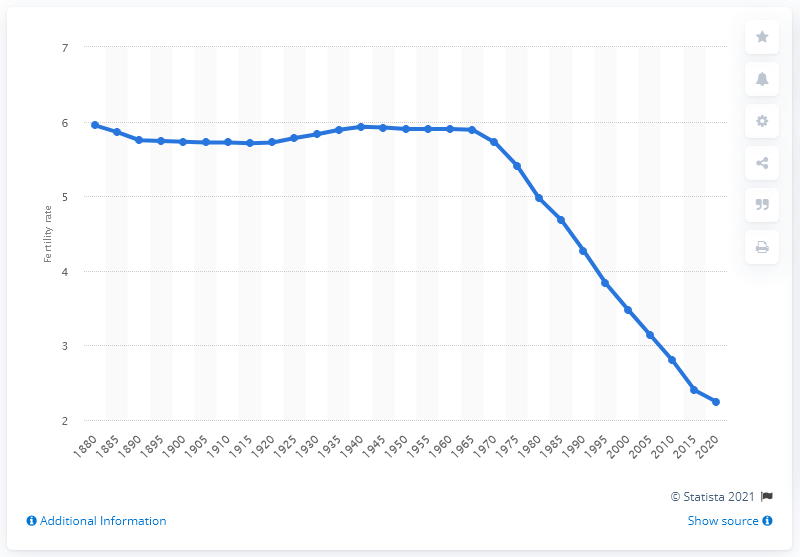 7
6
5
4
3
2
Fertility rate
1880 1885 1890 1895 1900 1905 1910 1915 1920 1925 1930 1935 1940 1945 1950 1955 1960 1965 1970 1975 1980 1985 1990 1995 2000 2005 2010 2015 2020
© Statista 2021
Additional Information
Show source